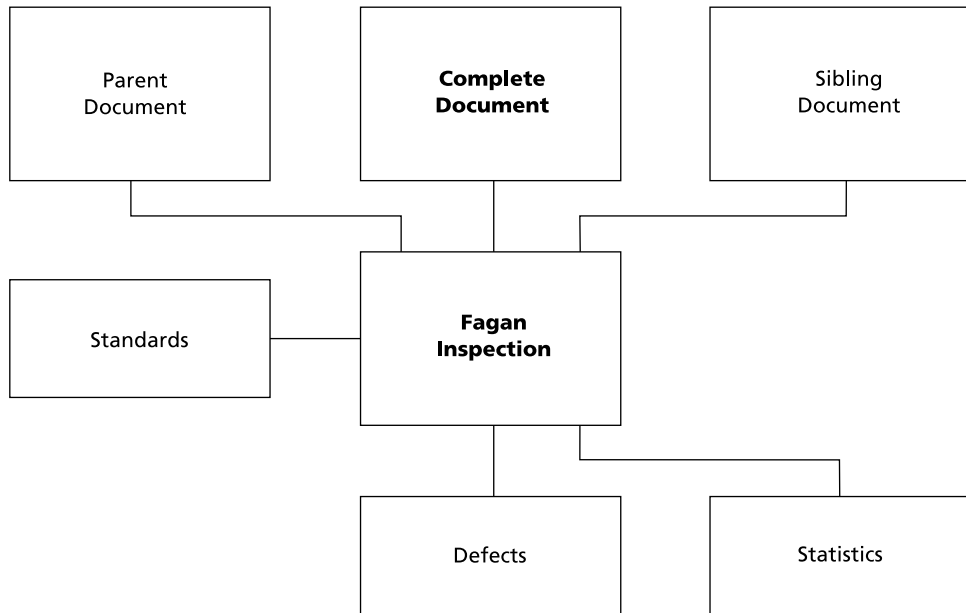 Parent
Document
Complete
Document
Sibling
Document
Standards
Fagan
Inspection
Defects
Statistics